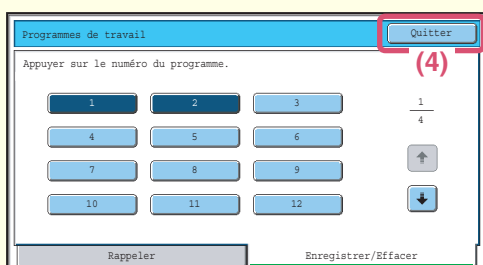 Programmes de travail
Quitter
(4)
Appuyer sur le numéro du programme.
1 2 3
4 5 6
7 8 9
10 11 12
1
4
Rappeler
Enregistrer/Effacer